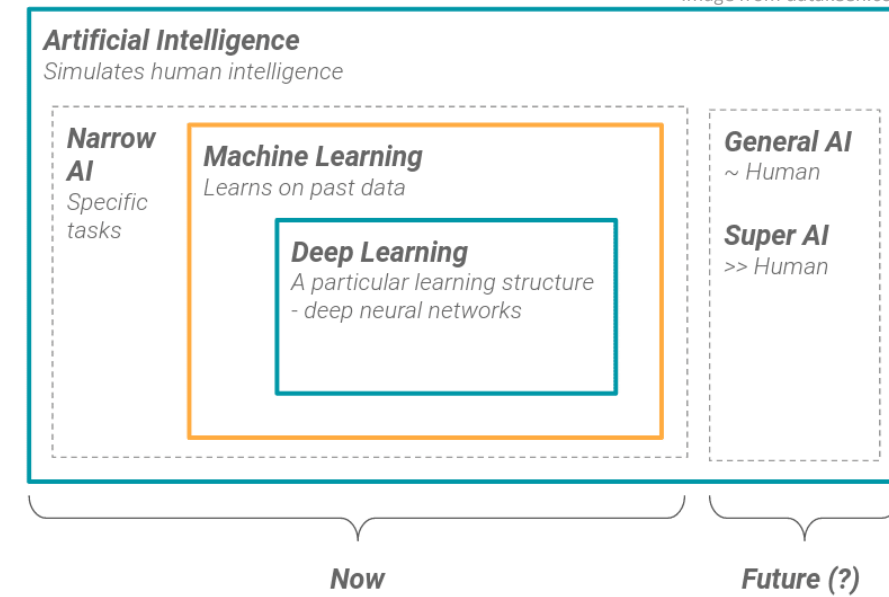 Artificial Intelligence
Simulates human intelligence
Narrow
AI
Specific
tasks
Machine Learning
Learns on past data
Deep Learning
A particular learning structure
- deep neural networks
General AI
~ Human
Super AI
>> Human
Now
Future (?)